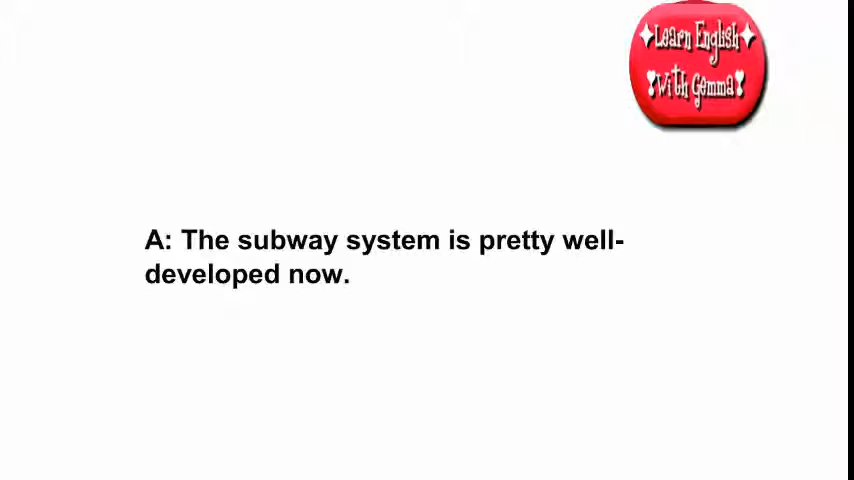 ✦Learn English✦
❣With Gemma❣
A: The subway system is pretty well-
developed now.